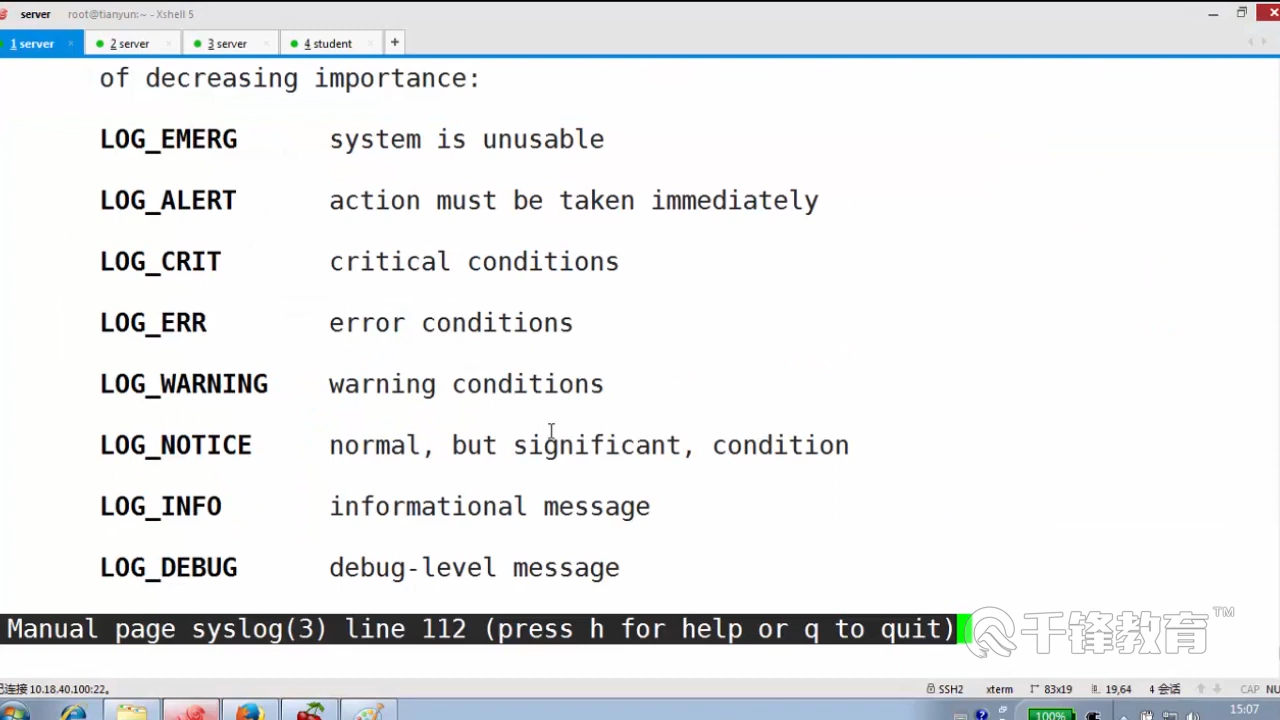 server root@tianyun:~ - Xshell 5
1 server × 2 server × 3 server × 4 student × +
of decreasing importance:
LOG_EMERG system is unusable
LOG_ALERT action must be taken immediately
LOG_CRIT critical conditions
LOG_ERR error conditions
LOG_WARNING warning conditions
LOG_NOTICE normal, but significant, condition
LOG_INFO informational message
LOG_DEBUG debug-level message
Manual page syslog(3) line 112 (press h for help or q to quit)
千锋教育™
已连接 10.18.40.100:22。 SSH2 xterm 83x19 19,64 4 会话 CAP NU
100% 15:07